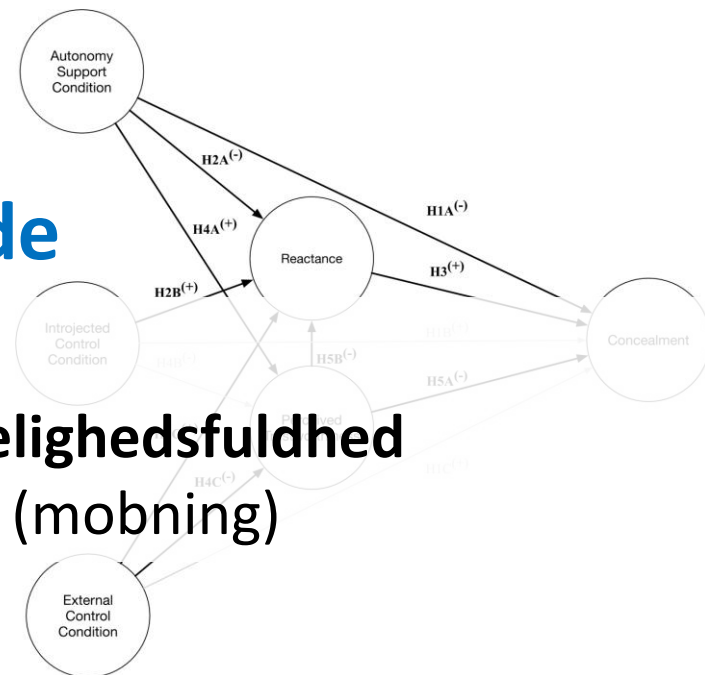 Autonomy
Support
Condition
H2A(-)
H1A(-)
H4A(+)
de
Reactance
H3(+)
H2B(+)
Introjected
Control
Condition
Concealment
H5B(-)
H5A(-)
elighedsfuldhed
H4C(-)
(mobning)
External
Control
Condition